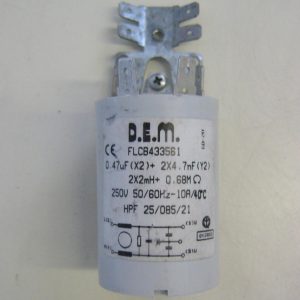 D.E.M.
CE FLCB433561
0.47uF(X2)+ 2X4.7nF(Y2)
2X2mH+ 0.68MΩ
250V 50/60Hz-10A/40°C
HPF 25/085/21